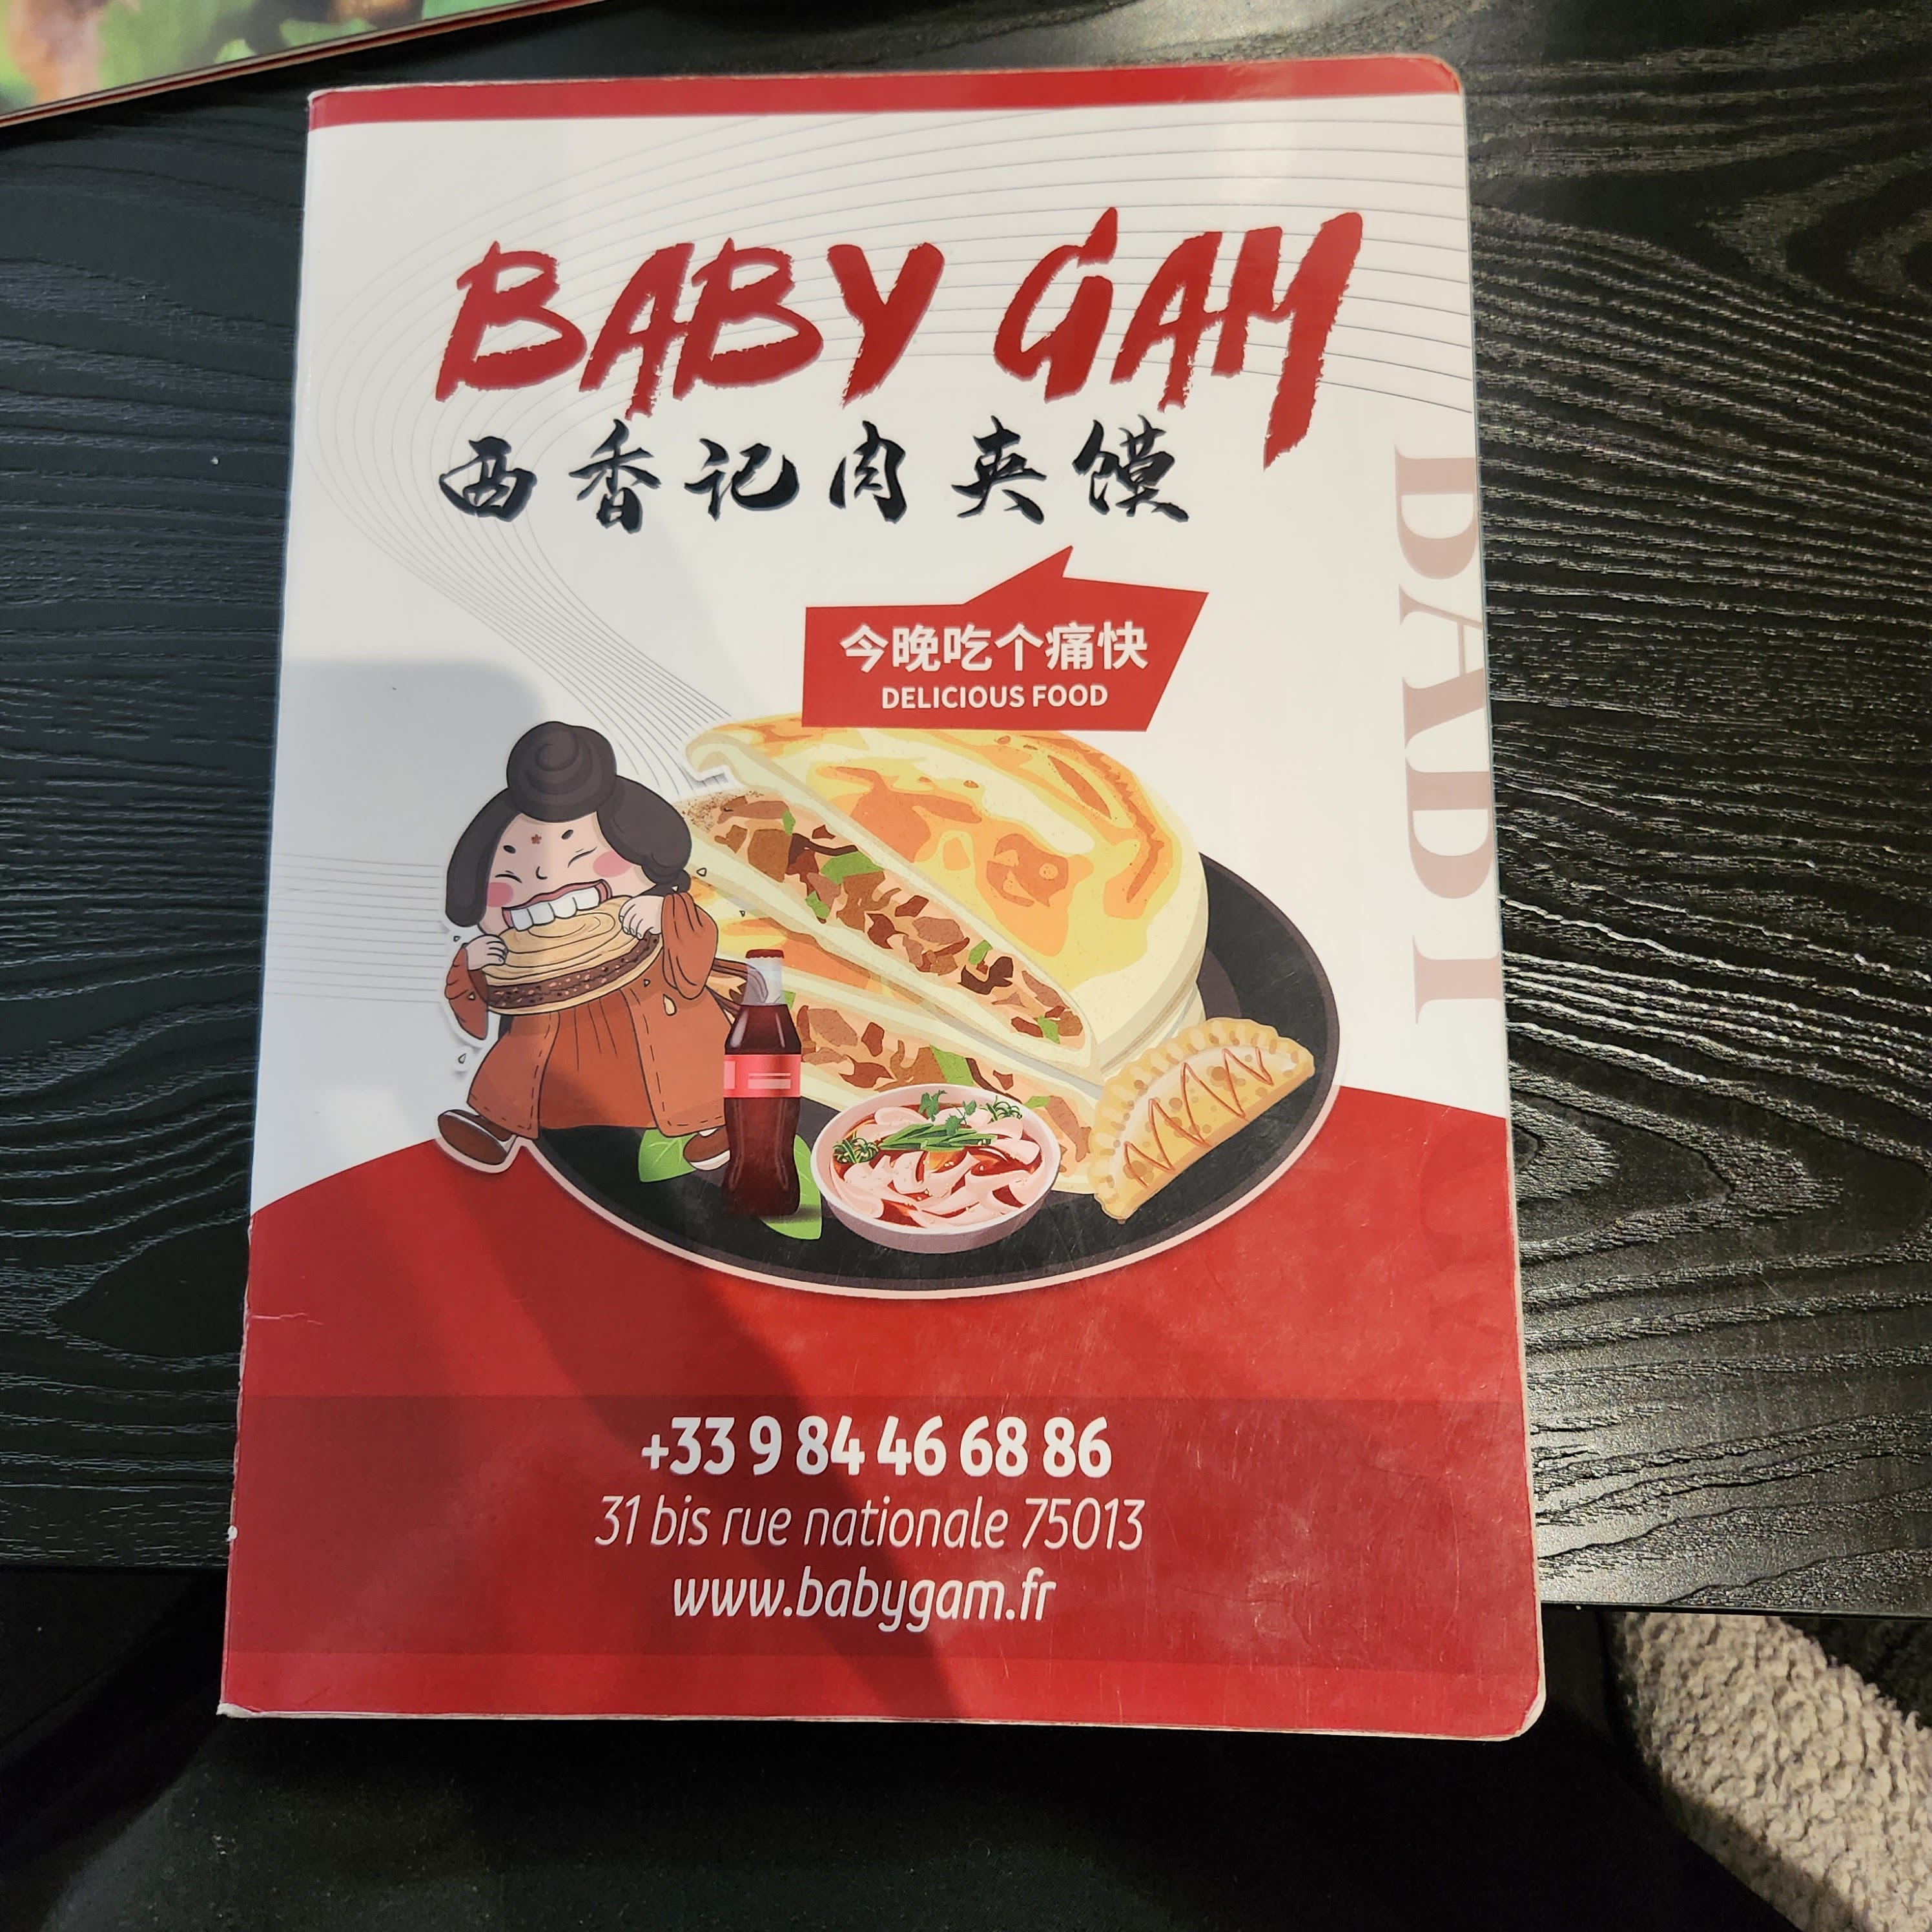 BABY GAM
西香记肉夹馍
今晚吃个痛快
DELICIOUS FOOD
DADI
+33 9 84 46 68 86
31 bis rue nationale 75013
www.babygam.fr